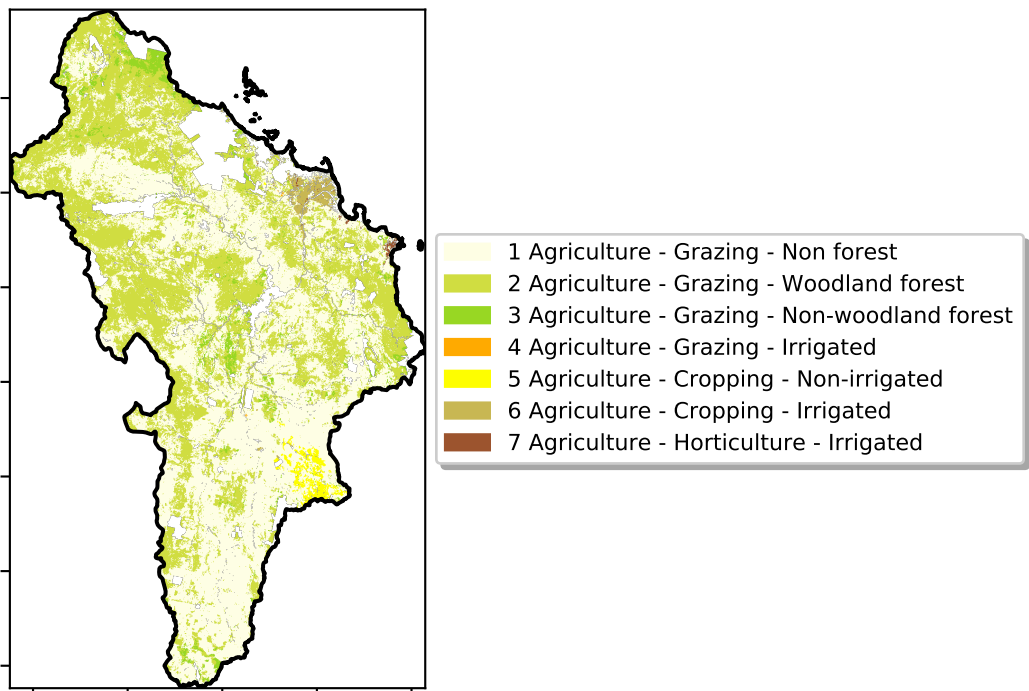 1 Agriculture - Grazing - Non forest
2 Agriculture - Grazing - Woodland forest
3 Agriculture - Grazing - Non-woodland forest
4 Agriculture - Grazing - Irrigated
5 Agriculture - Cropping - Non-irrigated
6 Agriculture - Cropping - Irrigated
7 Agriculture - Horticulture - Irrigated